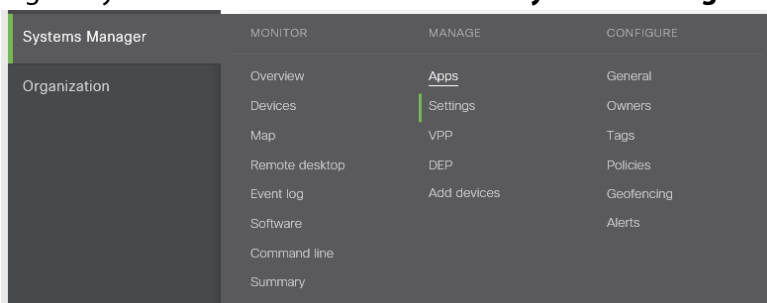 Systems Manager
Organization
MONITOR
Overview
Devices
Map
Remote desktop
Event log
Software
Command line
Summary
MANAGE
Apps
Settings
VPP
DEP
Add devices
CONFIGURE
General
Owners
Tags
Policies
Geofencing
Alerts